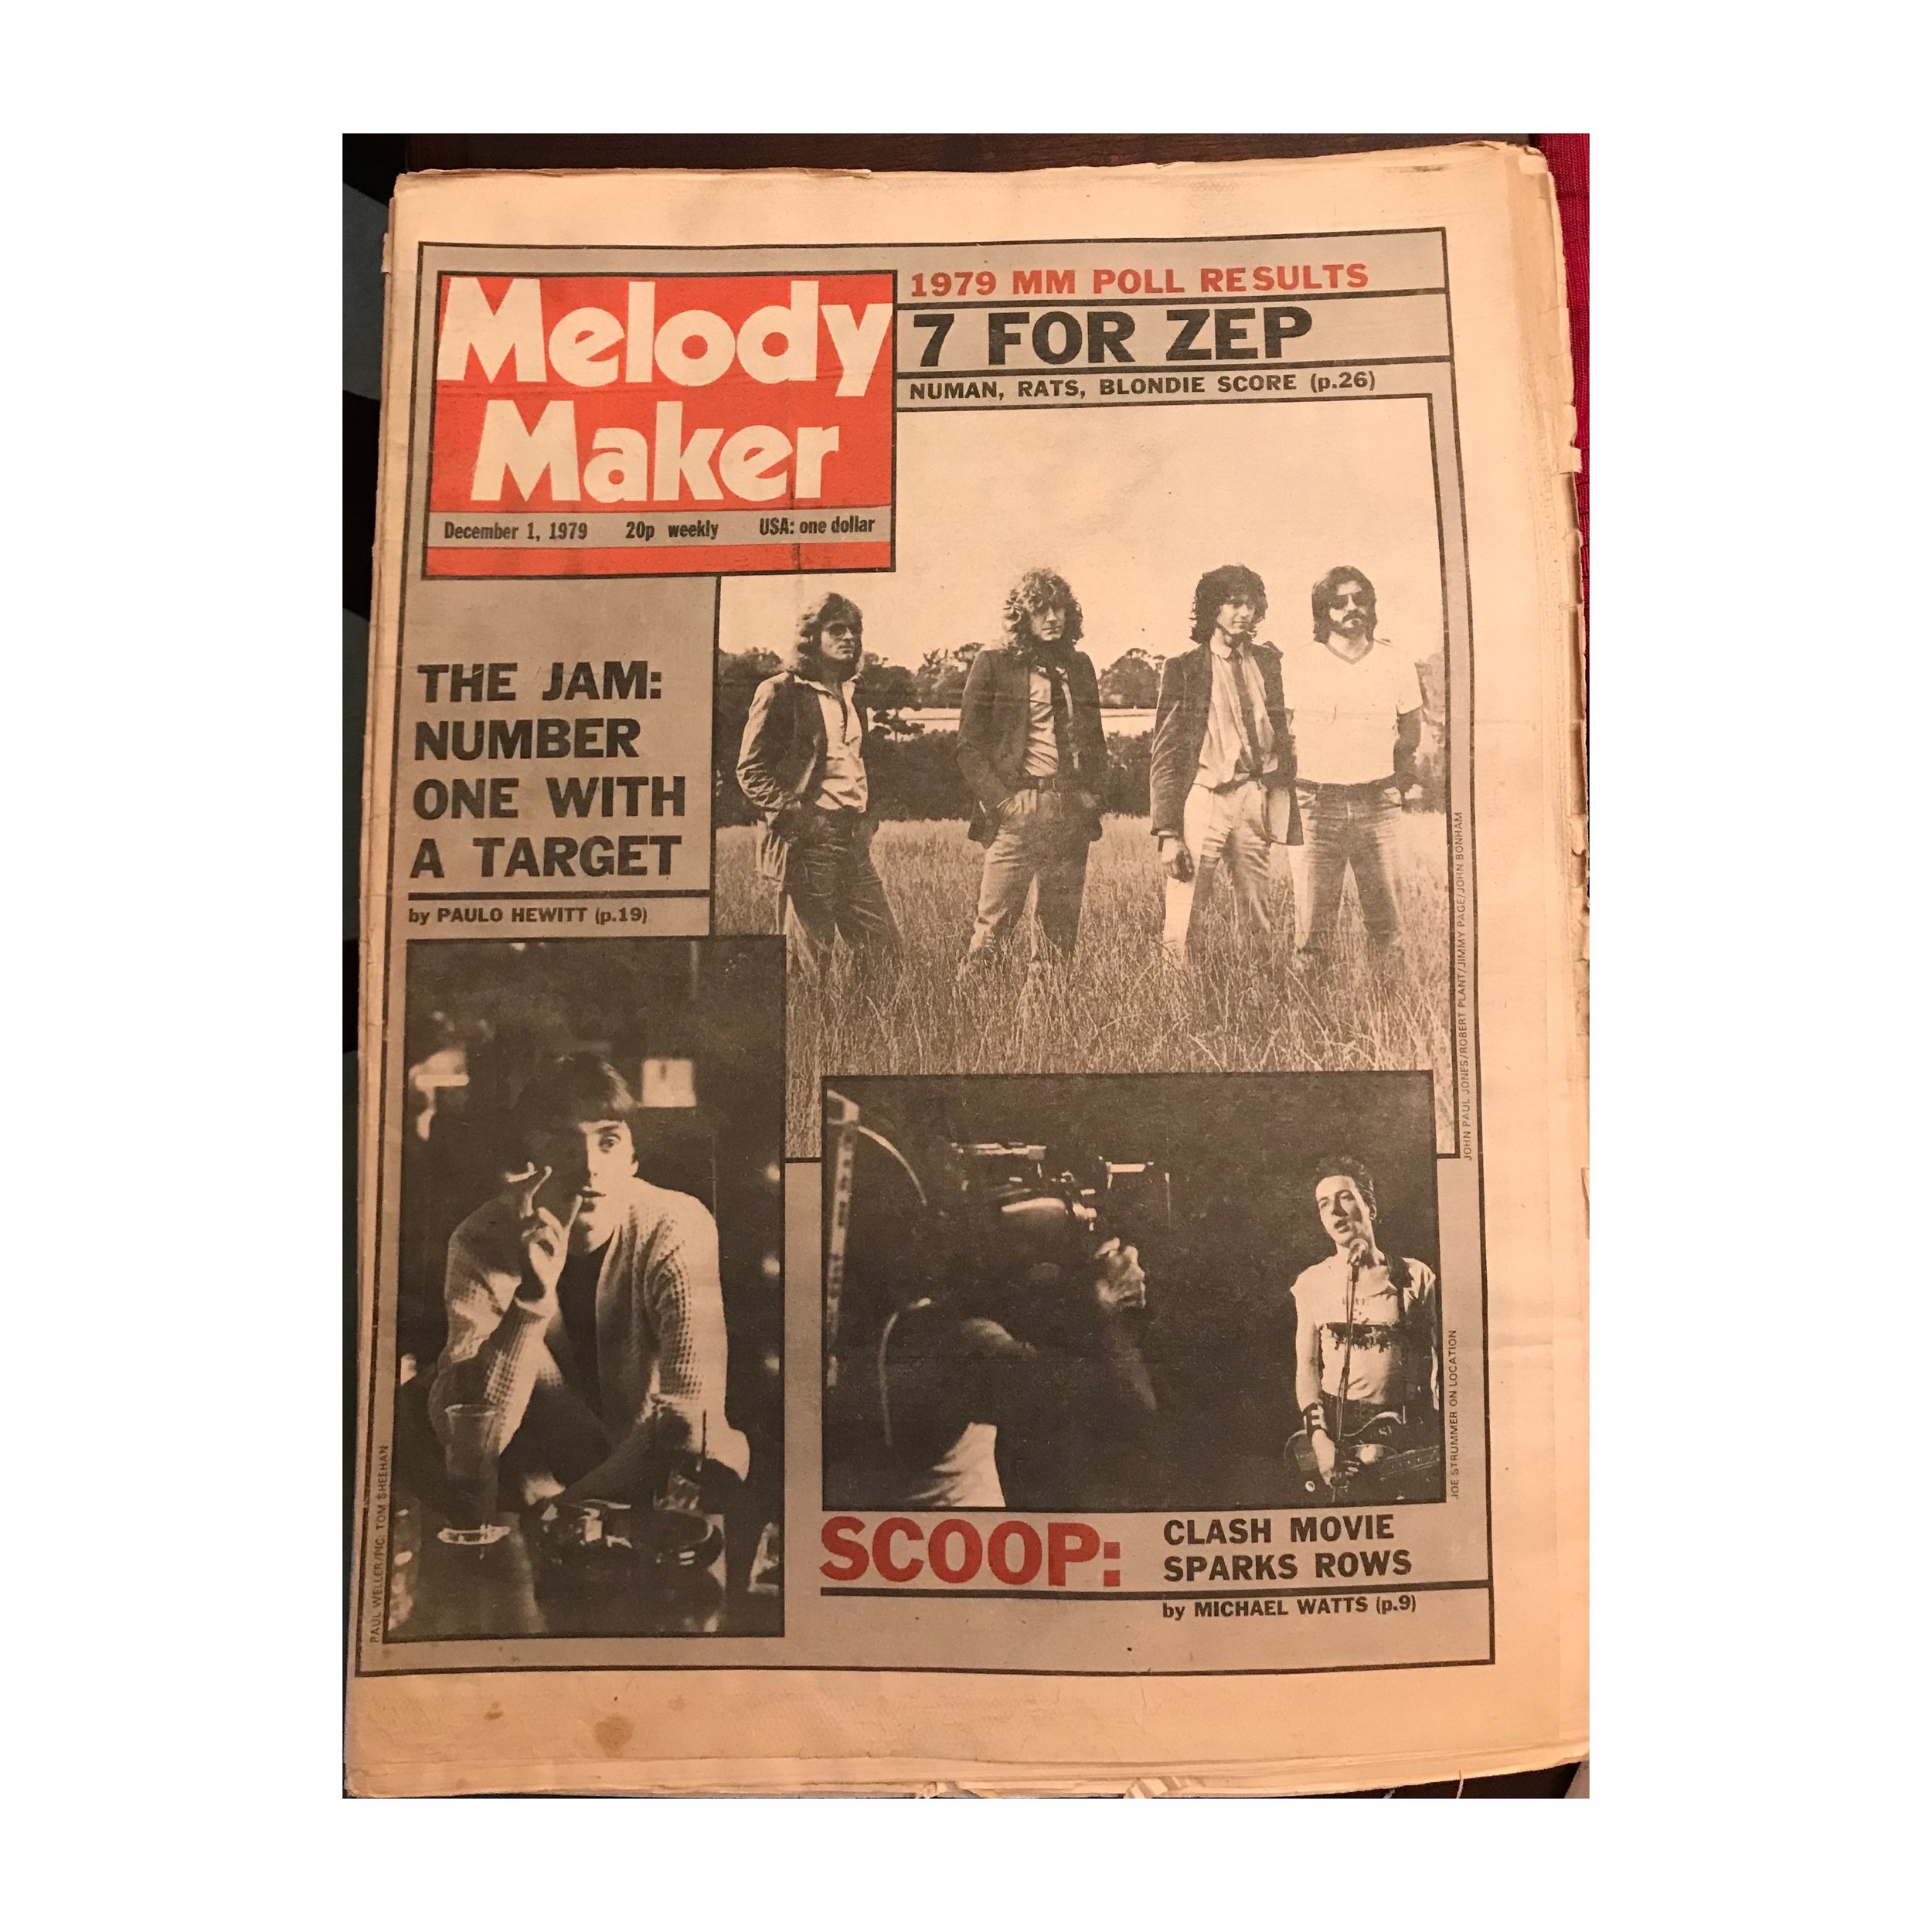 Melody
Maker
December 1, 1979 20p weekly USA: one dollar
1979 MM POLL RESULTS
7 FOR ZEP
NUMAN, RATS, BLONDIE SCORE (p.26)
THE JAM:
NUMBER
ONE WITH
A TARGET
by PAULO HEWITT (p.19)
JOHN PAUL JONES/ROBERT PLANT/JIMMY PAGE/JOHN BONHAM
PAUL WELLER/PIC: TOM SHEEHAN
JOE STRUMMER ON LOCATION
SCOOP: CLASH MOVIE
SPARKS ROWS
by MICHAEL WATTS (p.9)